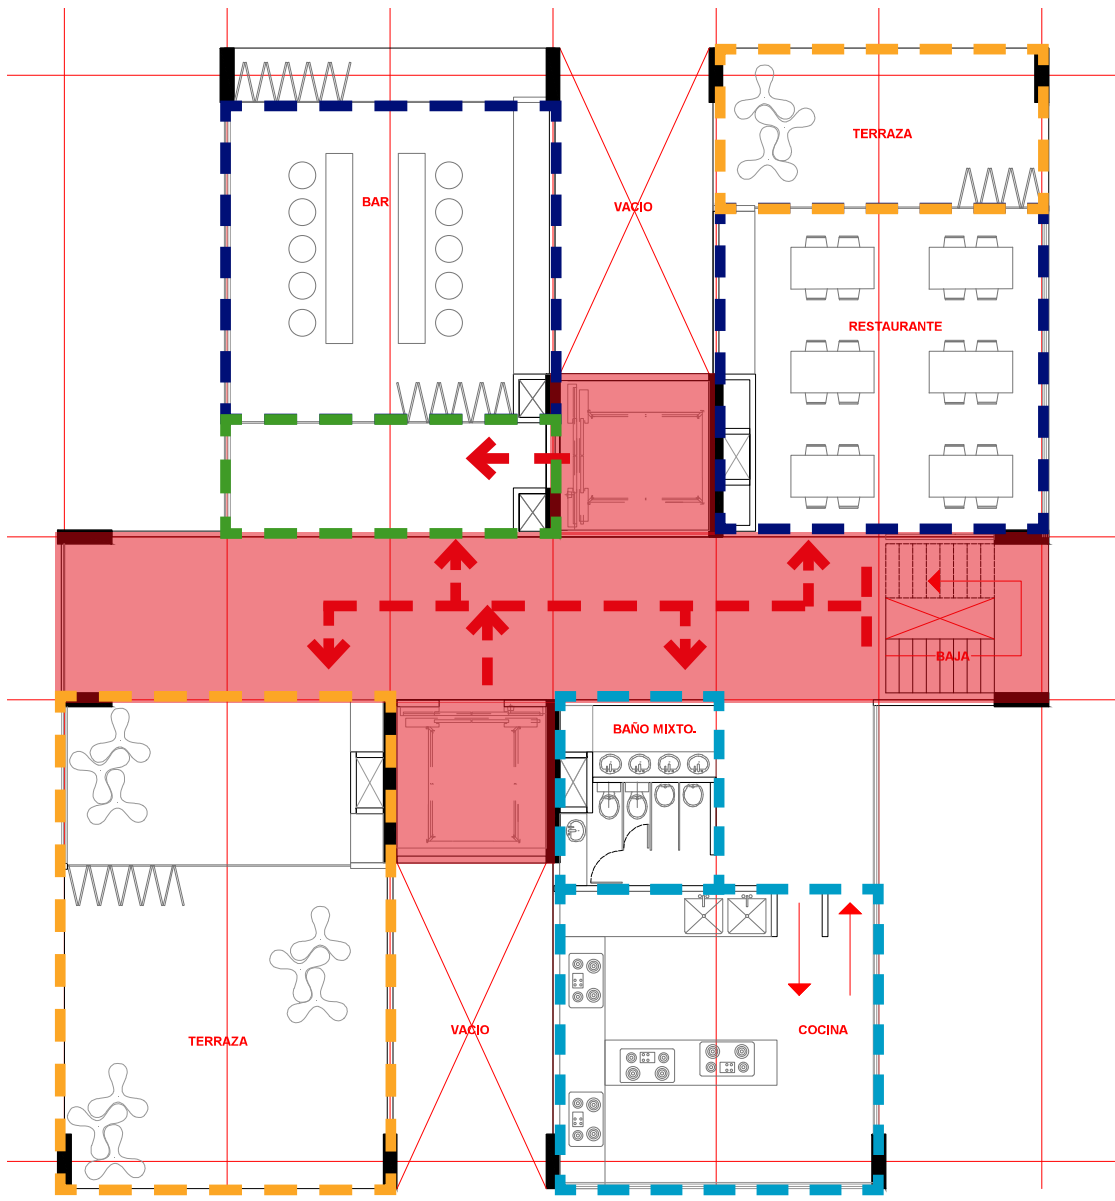 TERRAZA
BAR
VACIO
RESTAURANTE
BAJA
BAÑO MIXTO.
COCINA
VACIO
TERRAZA